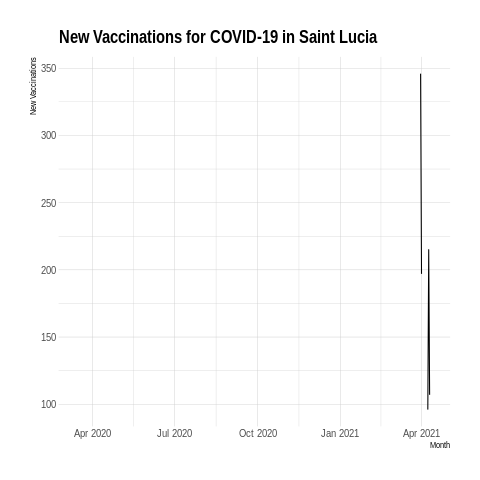 New Vaccinations for COVID-19 in Saint Lucia
New Vaccinations
350
300
250
200
150
100
Apr 2020 Jul 2020 Oct 2020 Jan 2021 Apr 2021
Month